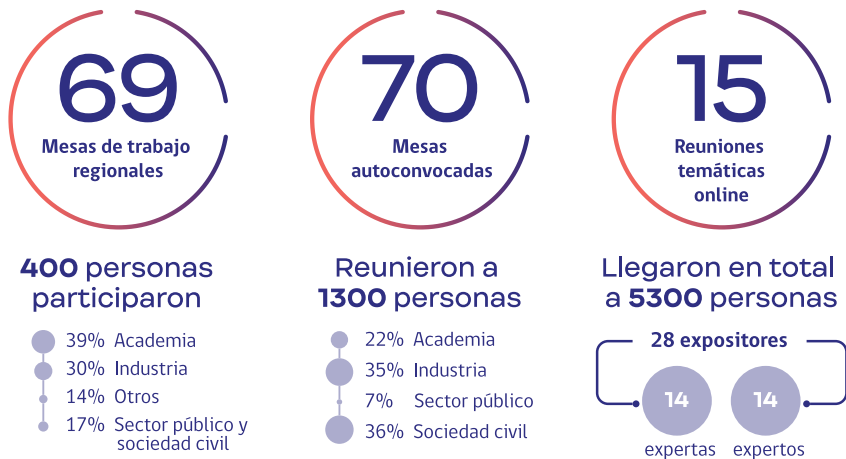 69
Mesas de trabajo
regionales
400 personas
participaron
39% Academia
30% Industria
14% Otros
17% Sector público y
sociedad civil
70
Mesas
autoconvocadas
Reunieron a
1300 personas
22% Academia
35% Industria
7% Sector público
36% Sociedad civil
15
Reuniones
temáticas
online
Llegaron en total
a 5300 personas
28 expositores
14
expertas
14
expertos